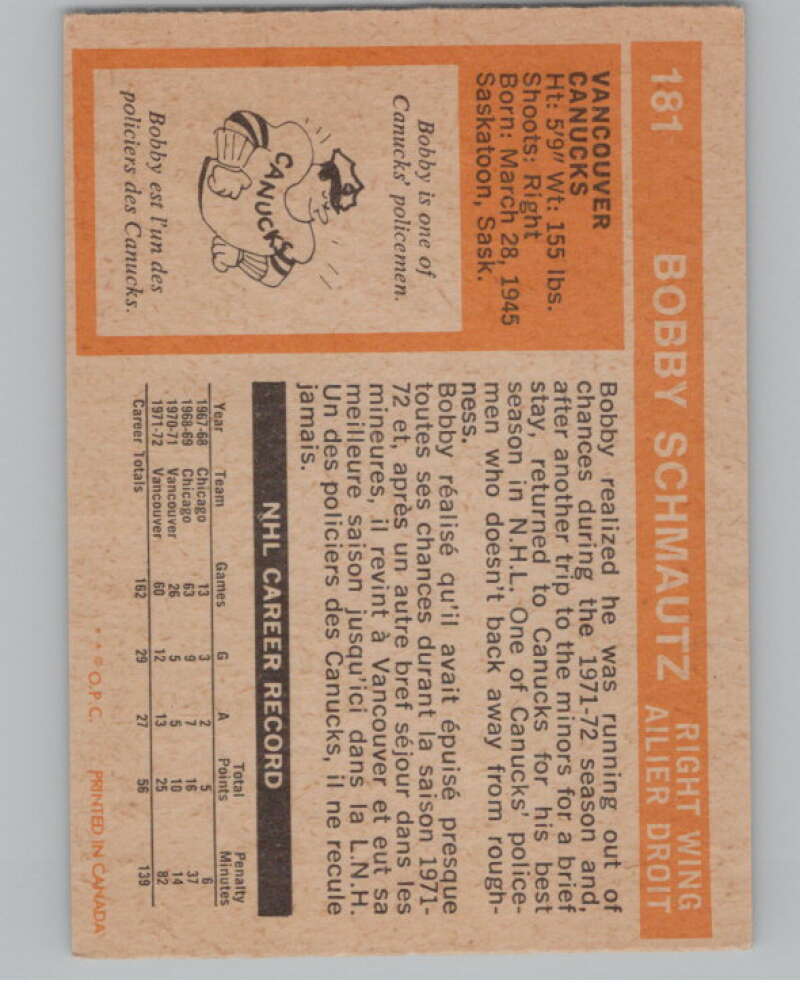 181 BOBBY SCHMAUTZ RIGHT WING
AILIER DROIT
VANCOUVER
CANUCKS
Ht: 5'9" Wt: 155 lbs.
Shoots: Right
Born: March 28, 1945
Saskatoon, Sask.
Bobby is one of
Canucks' policemen.
CANUCKS
Bobby est l'un des
policiers des Canucks.
Bobby realized he was running out of
chances during the 1971-72 season and,
after another trip to the minors for a brief
stay, returned to Canucks for his best
season in N.H.L. One of Canucks' police-
men who doesn't back away from rough-
ness.
Bobby réalisé qu'il avait épuisé presque
toutes ses chances durant la saison 1971-
72 et, après un autre bref séjour dans les
mineures, il revint à Vancouver et eut sa
meilleure saison jusqu'ici dans la L.N.H.
Un des policiers des Canucks, il ne recule
jamais.
NHL CAREER RECORD
Year Team Games G A Total Points Penalty Minutes
1967-68 Chicago 13 3 2 5 6
1968-69 Chicago 63 9 7 16 37
1970-71 Vancouver 26 5 5 10 14
1971-72 Vancouver 60 12 13 25 82
Career Totals 162 29 27 56 139
* * © O.P.C. PRINTED IN CANADA